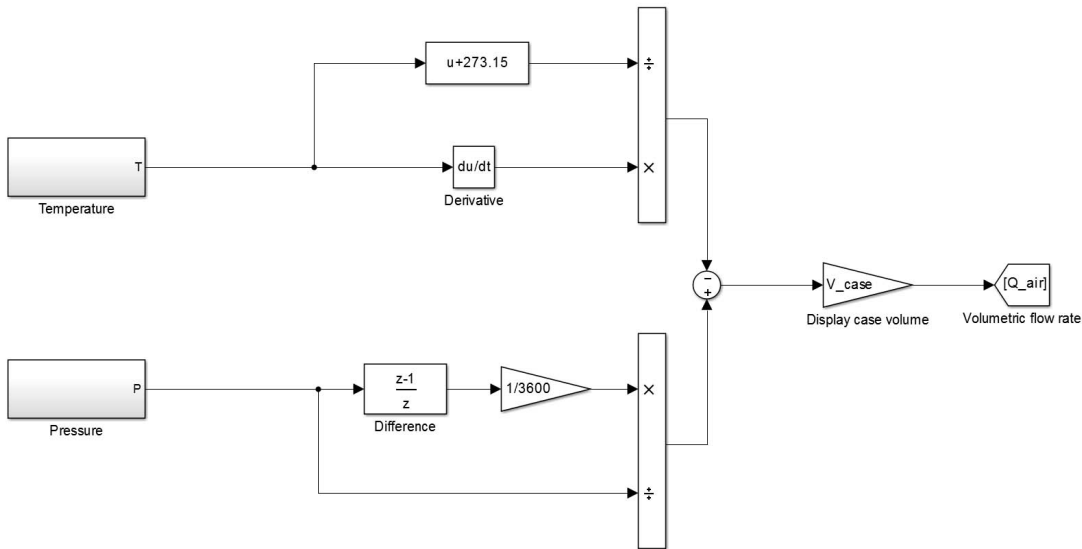 u+273.15
÷
T
Temperature
du/dt
Derivative
×
−
+
V_case
Display case volume
[Q_air]
Volumetric flow rate
P
Pressure
z-1
z
Difference
1/3600
×
÷